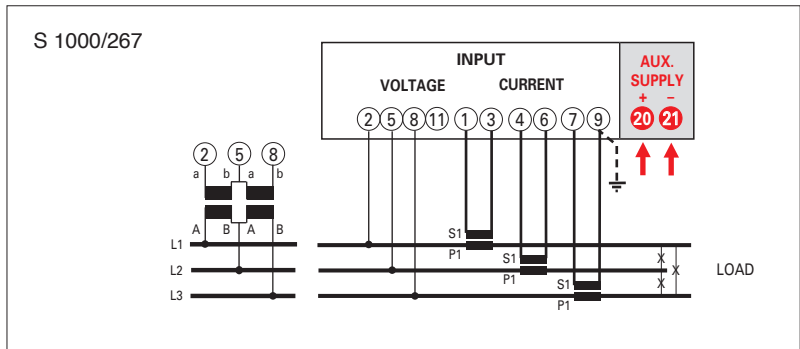 S 1000/267
INPUT
AUX.
SUPPLY
VOLTAGE CURRENT
+ –
2 5 8 11 1 3 4 6 7 9 20 21
2 5 8
a b a b
A B A B
L1
L2
L3
S1
P1
S1
P1
S1
P1
X
X
X
LOAD